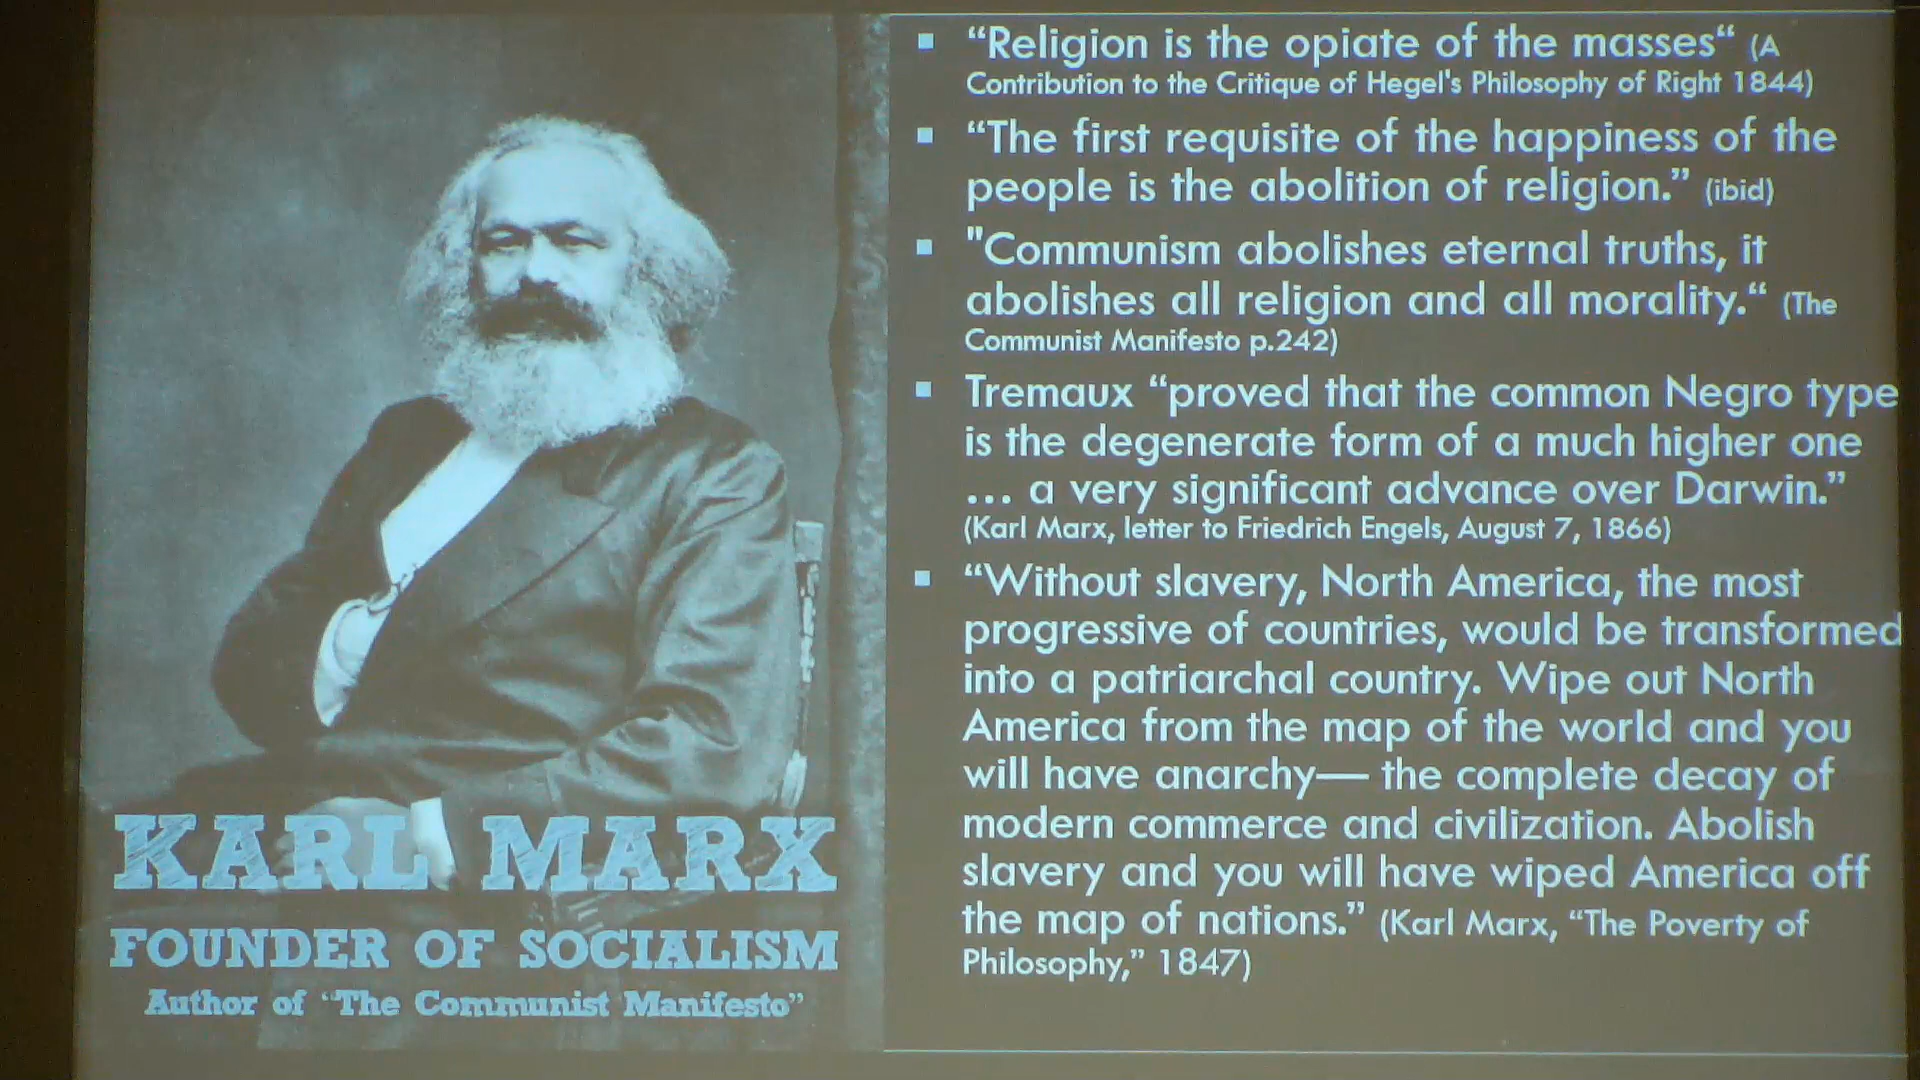 “Religion is the opiate of the masses“ (A
Contribution to the Critique of Hegel's Philosophy of Right 1844)
“The first requisite of the happiness of the
people is the abolition of religion.” (ibid)
"Communism abolishes eternal truths, it
abolishes all religion and all morality.“ (The
Communist Manifesto p.242)
Tremaux “proved that the common Negro type
is the degenerate form of a much higher one
… a very significant advance over Darwin.”
(Karl Marx, letter to Friedrich Engels, August 7, 1866)
“Without slavery, North America, the most
progressive of countries, would be transformed
into a patriarchal country. Wipe out North
America from the map of the world and you
will have anarchy— the complete decay of
modern commerce and civilization. Abolish
slavery and you will have wiped America off
the map of nations.” (Karl Marx, “The Poverty of
Philosophy,” 1847)
KARL MARX
FOUNDER OF SOCIALISM
Author of “The Communist Manifesto”